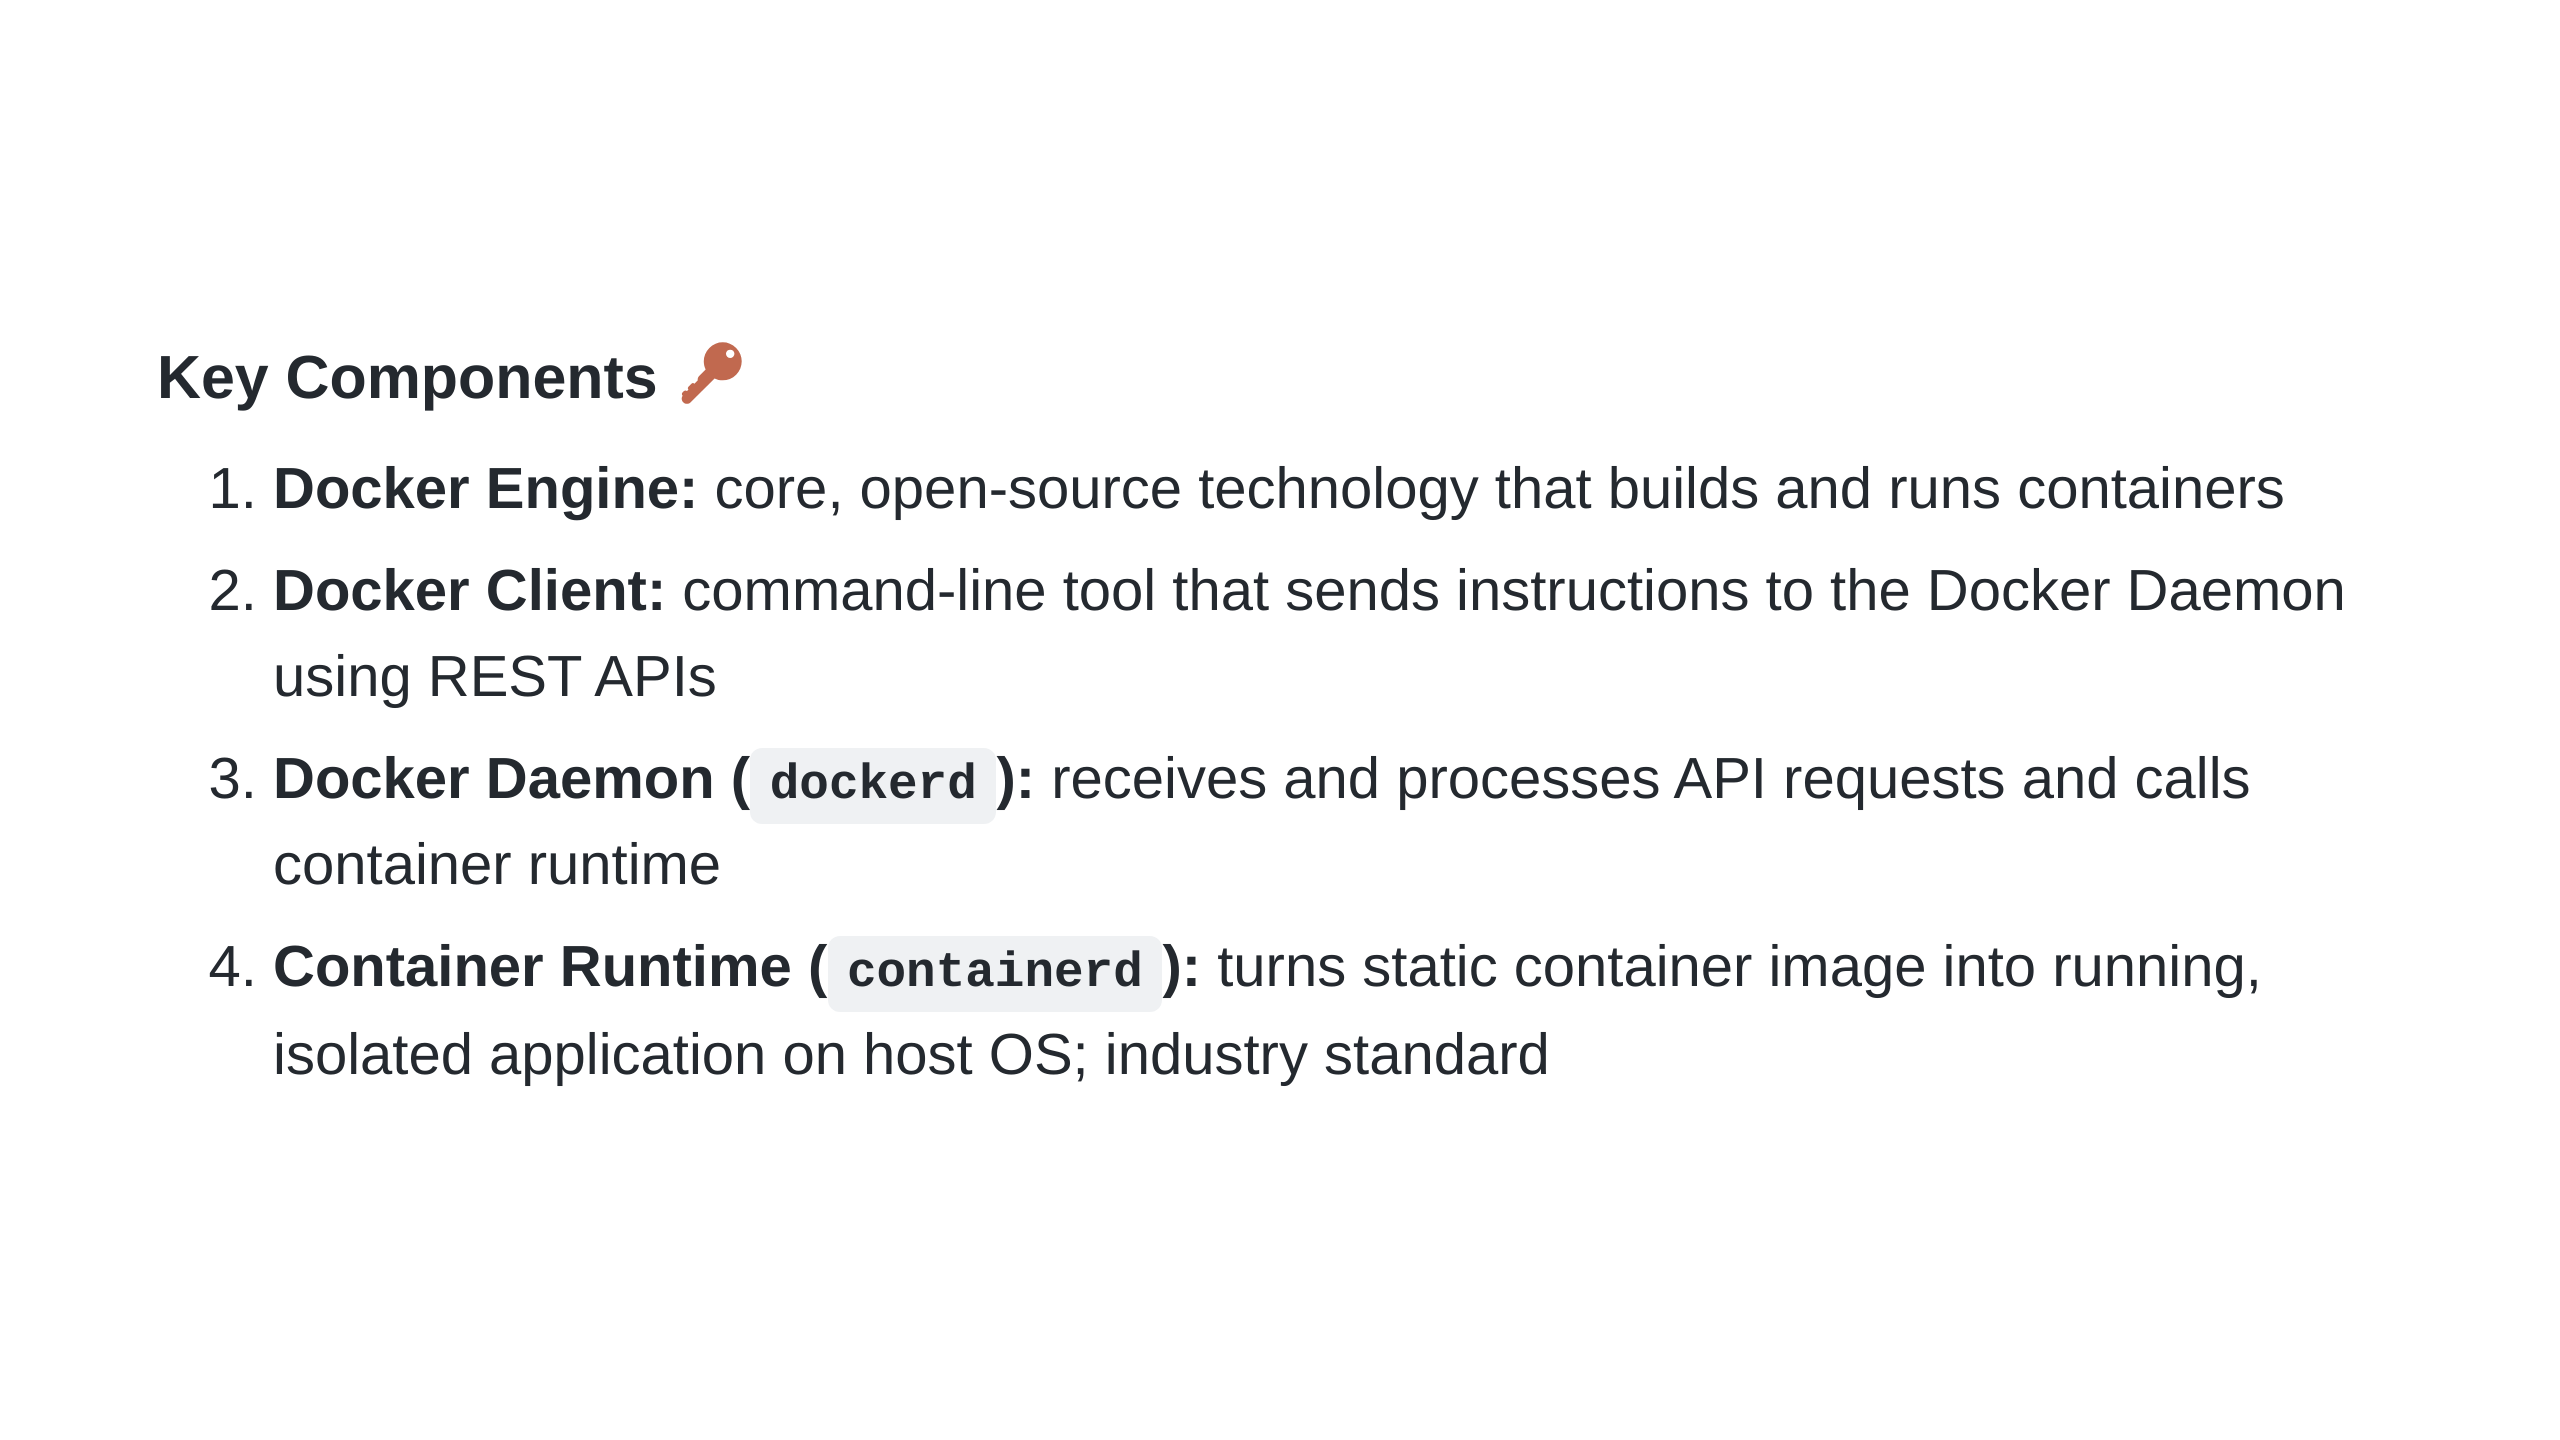 Key Components 🔑
1. Docker Engine: core, open-source technology that builds and runs containers
2. Docker Client: command-line tool that sends instructions to the Docker Daemon
using REST APIs
3. Docker Daemon (dockerd): receives and processes API requests and calls
container runtime
4. Container Runtime (containerd): turns static container image into running,
isolated application on host OS; industry standard